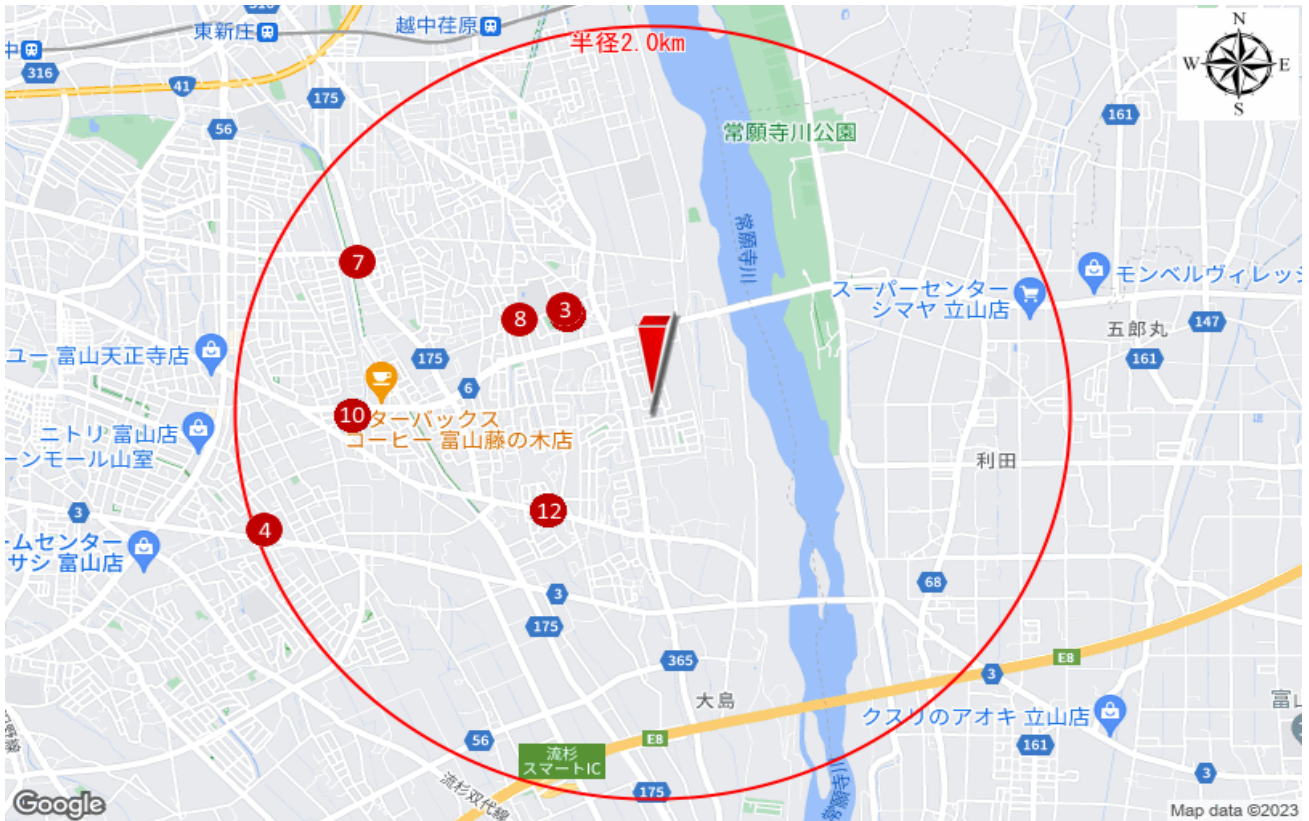 316
東新庄
越中荏原
中
316
半径2.0km
N
W
E
S
41
175
56
161
常願寺川公園
常願寺川
7
モンベルヴィレッジ
スーパーセンター
シマヤ 立山店
3
8
五郎丸
147
161
ユー 富山天正寺店
175
6
10
ターバックス
コーヒー 富山藤の木店
ニトリ 富山店
ーンモール山室
利田
3
12
4
ームセンター
サシ 富山店
68
3
175
365
E8
3
大島
クスリのアオキ 立山店
富山
56
E8
161
流杉
スマートIC
3
175
流杉双代線
Google
Map data ©2023